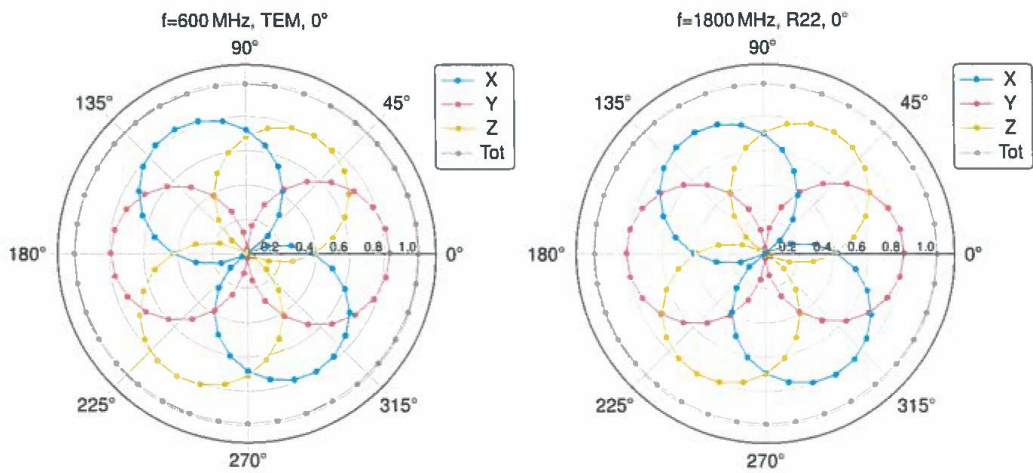 f=600 MHz, TEM, 0°
90°
135°
45°
X
Y
Z
Tot
180°
0.2 0.4 0.6 0.8 1.0
0°
225°
315°
270°
f=1800 MHz, R22, 0°
90°
135°
45°
X
Y
Z
Tot
180°
0.2 0.4 0.6 0.8 1.0
0°
225°
315°
270°